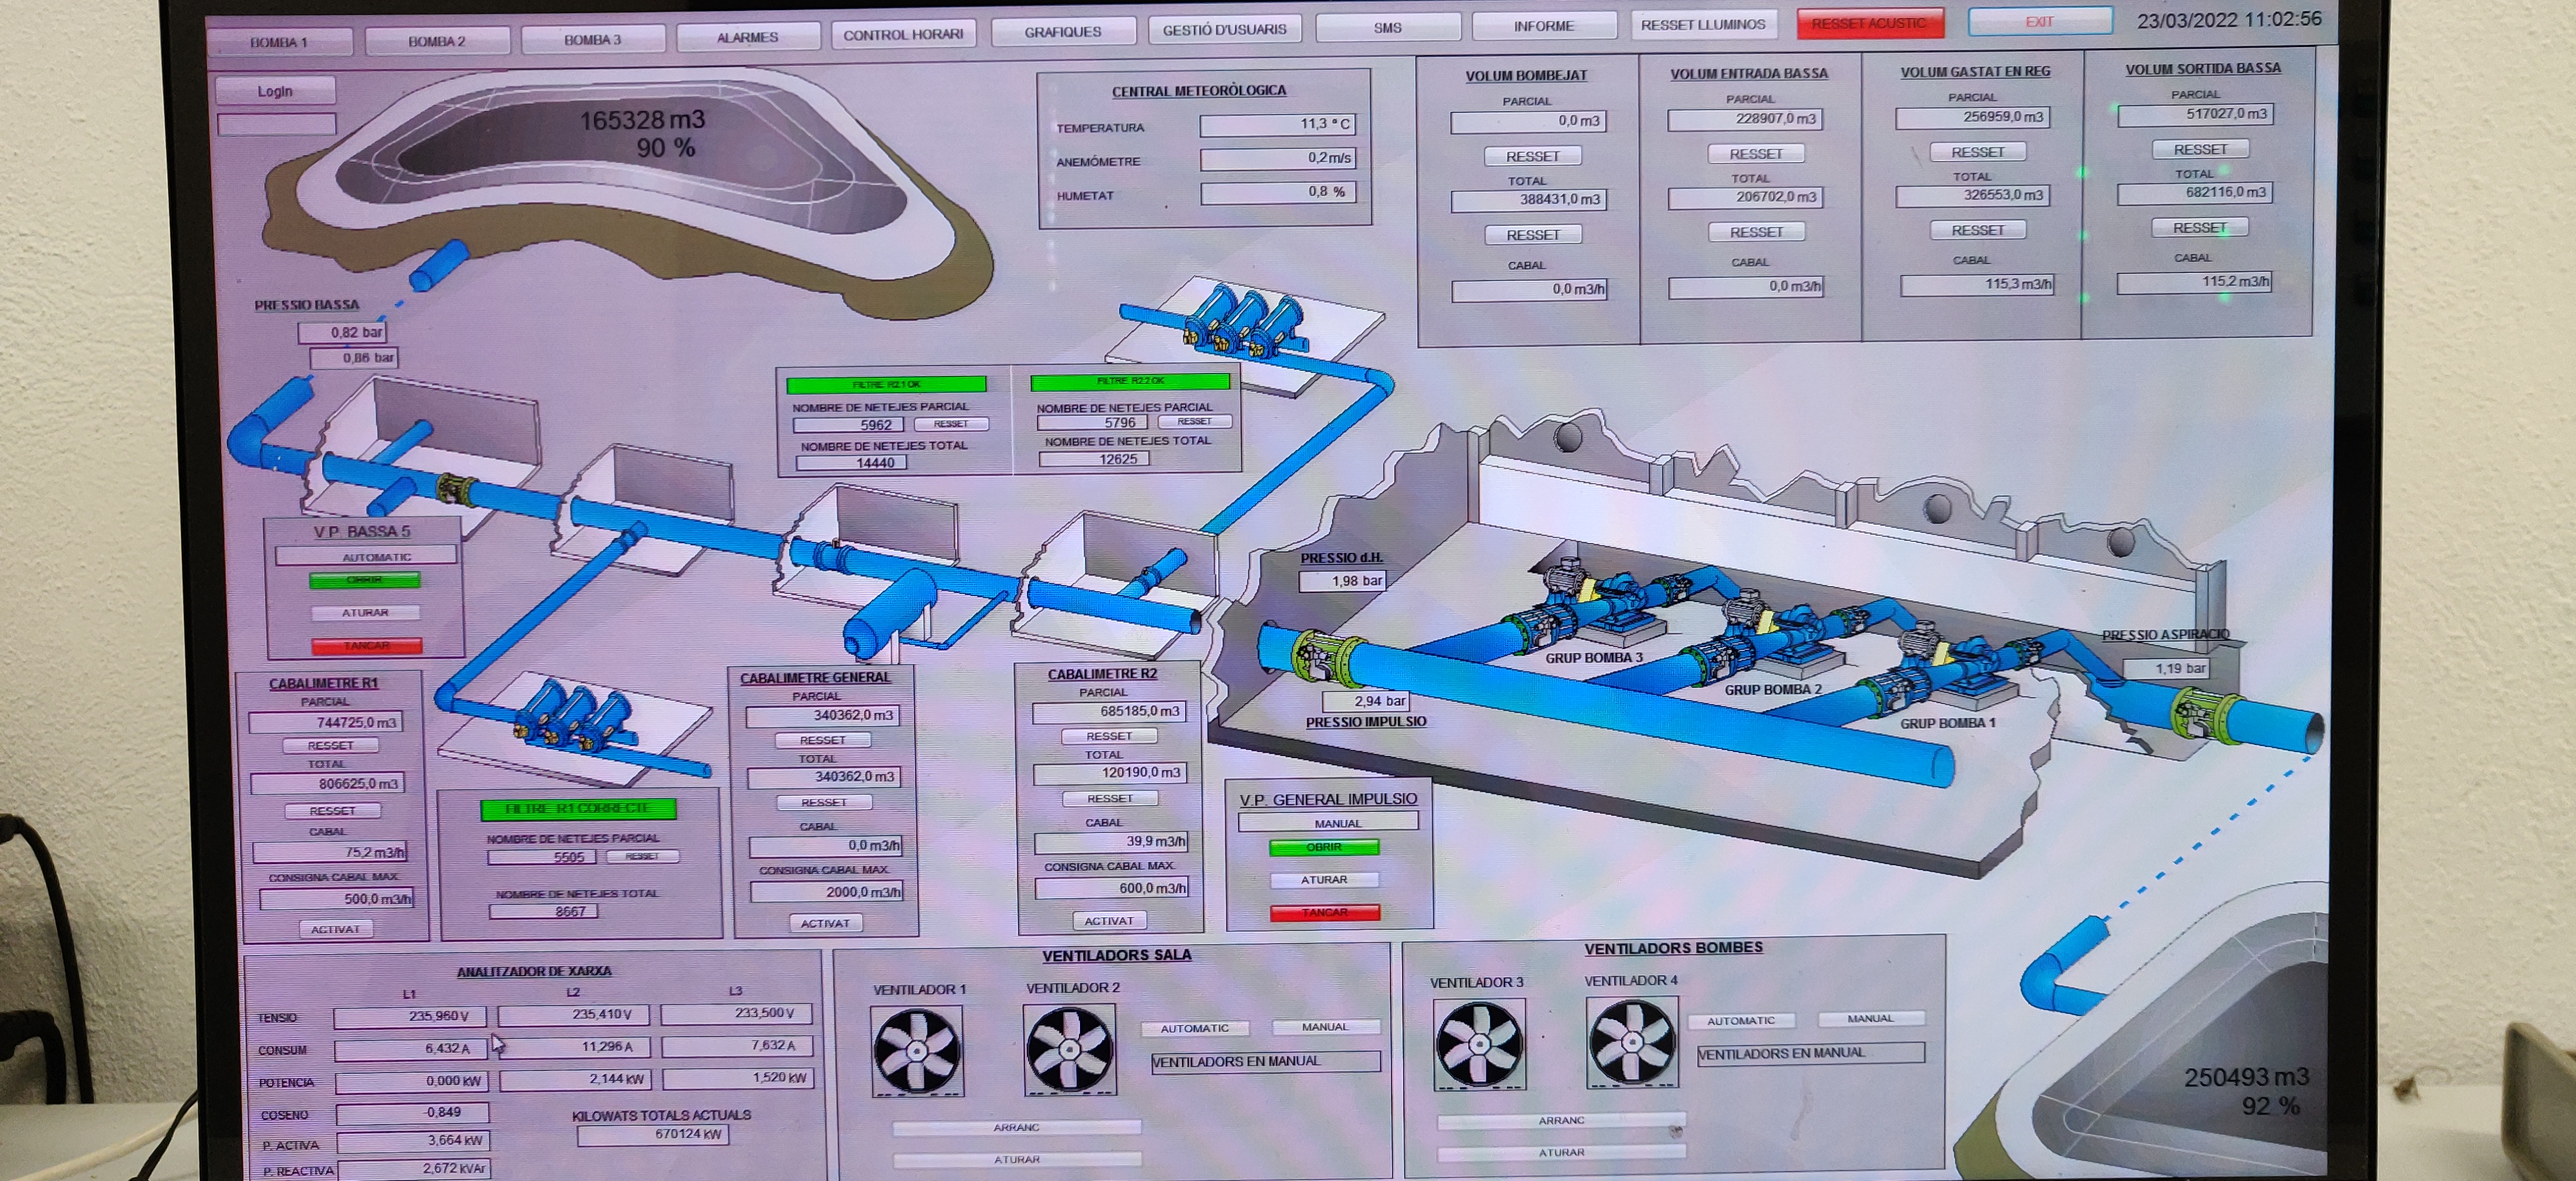 BOMBA 1
BOMBA 2
BOMBA 3
ALARMES
CONTROL HORARI
GRAFIQUES
GESTIÓ D'USUARIS
SMS
INFORME
RESSET LLUMINOS
RESSET ACUSTIC
EXIT
23/03/2022 11:02:56
Login
165328 m3
90 %
CENTRAL METEORÒLOGICA
TEMPERATURA 11,3 ° C
ANEMÓMETRE 0,2 m/s
HUMETAT 0,8 %
VOLUM BOMBEJAT
PARCIAL
0,0 m3
RESSET
TOTAL
388431,0 m3
RESSET
CABAL
0,0 m3/h
VOLUM ENTRADA BASSA
PARCIAL
228907,0 m3
RESSET
TOTAL
206702,0 m3
RESSET
CABAL
0,0 m3/h
VOLUM GASTAT EN REG
PARCIAL
256959,0 m3
RESSET
TOTAL
326553,0 m3
RESSET
CABAL
115,3 m3/h
VOLUM SORTIDA BASSA
PARCIAL
517027,0 m3
RESSET
TOTAL
682116,0 m3
RESSET
CABAL
115,2 m3/h
PRESSIO BASSA
0,82 bar
0,86 bar
FILTRE R2.1 OK
NOMBRE DE NETEJES PARCIAL
5962 RESSET
NOMBRE DE NETEJES TOTAL
14440
FILTRE R2.2 OK
NOMBRE DE NETEJES PARCIAL
5796 RESSET
NOMBRE DE NETEJES TOTAL
12625
V.P. BASSA 5
AUTOMATIC
OBRIR
ATURAR
TANCAR
PRESSIO d.H.
1,98 bar
GRUP BOMBA 3
GRUP BOMBA 2
GRUP BOMBA 1
PRESSIO ASPIRACIO
1,19 bar
2,94 bar
PRESSIO IMPULSIO
CABALIMETRE R1
PARCIAL
744725,0 m3
RESSET
TOTAL
806625,0 m3
RESSET
CABAL
75,2 m3/h
CONSIGNA CABAL MAX.
500,0 m3/h
ACTIVAT
FILTRE R1 CORRECTE
NOMBRE DE NETEJES PARCIAL
5505 RESSET
NOMBRE DE NETEJES TOTAL
8667
CABALIMETRE GENERAL
PARCIAL
340362,0 m3
RESSET
TOTAL
340362,0 m3
RESSET
CABAL
0,0 m3/h
CONSIGNA CABAL MAX.
2000,0 m3/h
ACTIVAT
CABALIMETRE R2
PARCIAL
685185,0 m3
RESSET
TOTAL
120190,0 m3
RESSET
CABAL
39,9 m3/h
CONSIGNA CABAL MAX.
600,0 m3/h
ACTIVAT
V.P. GENERAL IMPULSIO
MANUAL
OBRIR
ATURAR
TANCAR
ANALITZADOR DE XARXA
L1 L2 L3
TENSIO 235,960 V 235,410 V 233,500 V
CONSUM 6,432 A 11,296 A 7,632 A
POTENCIA 0,000 kW 2,144 kW 1,520 kW
COSENO -0,849
P. ACTIVA 3,664 kW
P. REACTIVA 2,672 kVAr
KILOWATS TOTALS ACTUALS
670124 kW
VENTILADORS SALA
VENTILADOR 1
VENTILADOR 2
AUTOMATIC
MANUAL
VENTILADORS EN MANUAL
ARRANC
ATURAR
VENTILADORS BOMBES
VENTILADOR 3
VENTILADOR 4
AUTOMATIC
MANUAL
VENTILADORS EN MANUAL
ARRANC
ATURAR
250493 m3
92 %